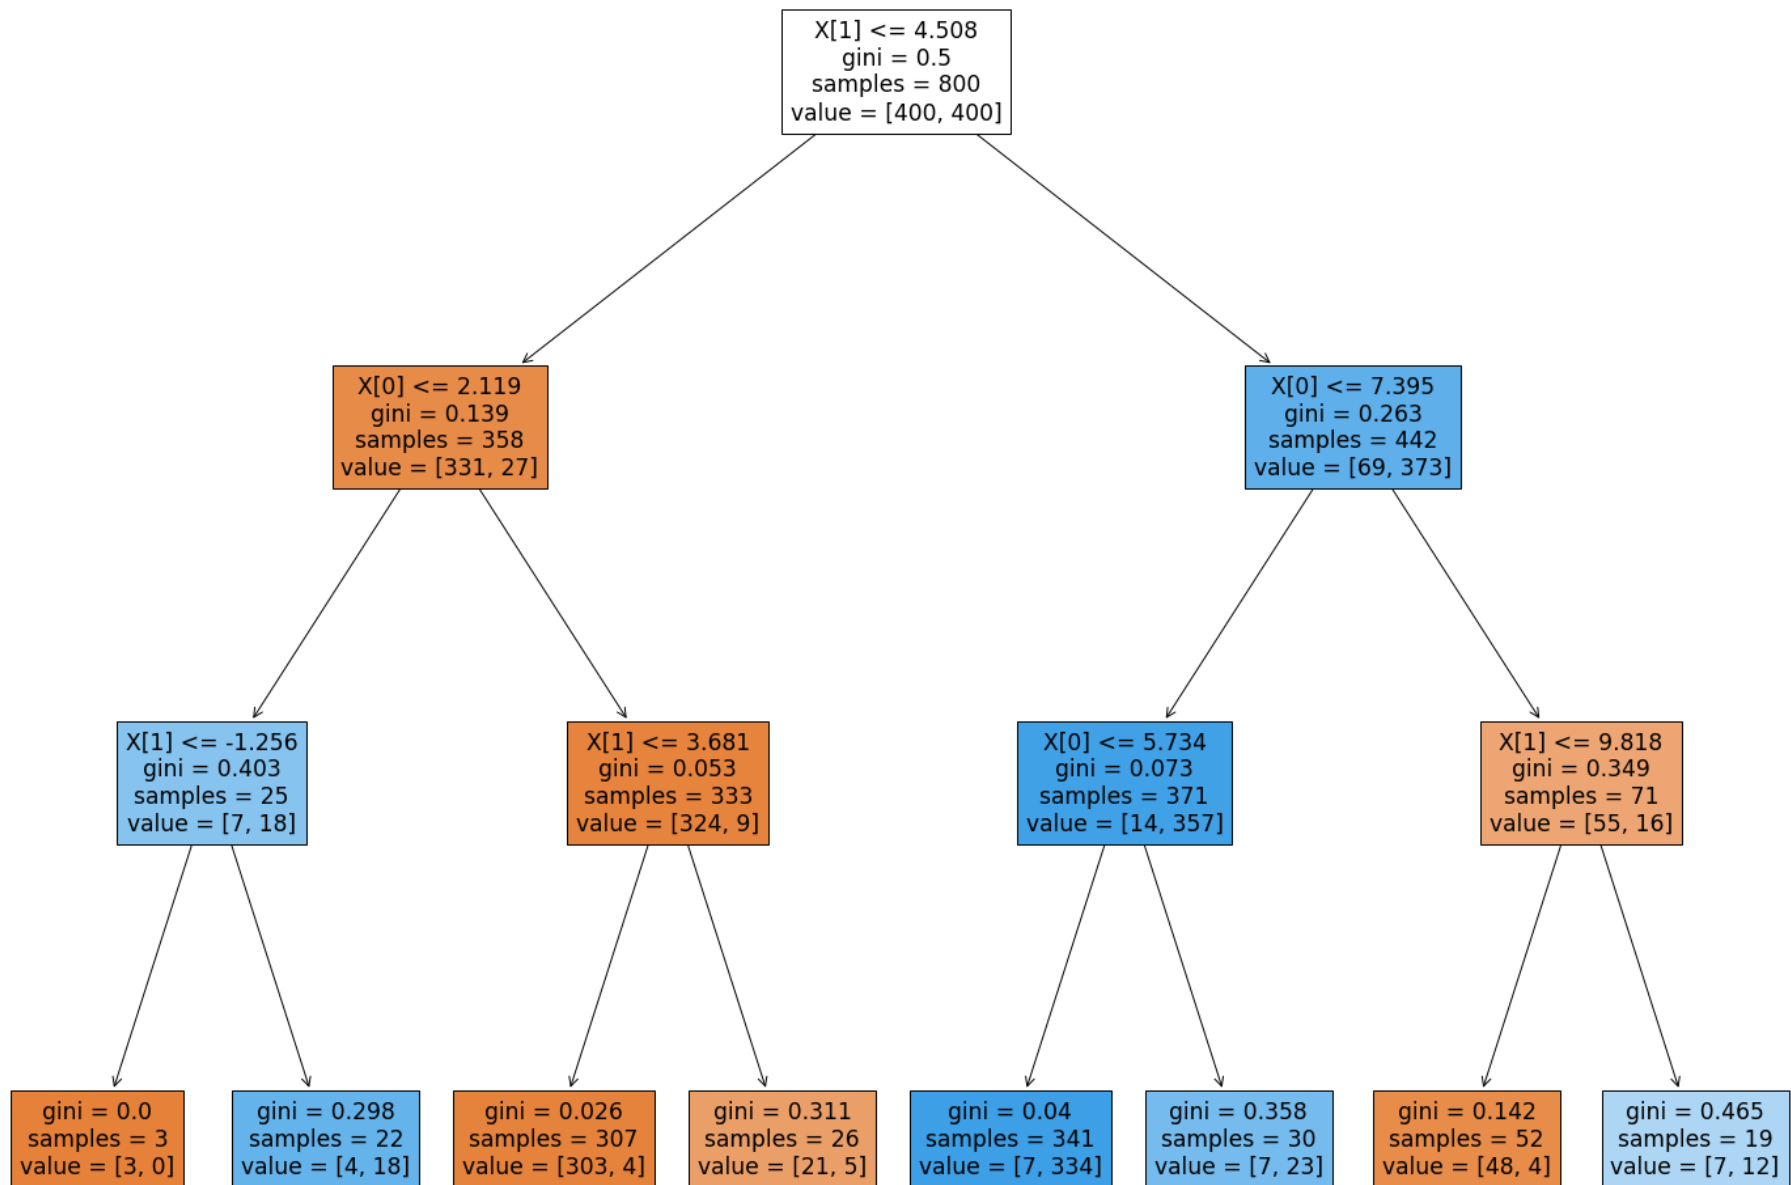 X[1] <= 4.508
gini = 0.5
samples = 800
value = [400, 400]
X[0] <= 2.119
gini = 0.139
samples = 358
value = [331, 27]
X[0] <= 7.395
gini = 0.263
samples = 442
value = [69, 373]
X[1] <= -1.256
gini = 0.403
samples = 25
value = [7, 18]
X[1] <= 3.681
gini = 0.053
samples = 333
value = [324, 9]
X[0] <= 5.734
gini = 0.073
samples = 371
value = [14, 357]
X[1] <= 9.818
gini = 0.349
samples = 71
value = [55, 16]
gini = 0.0
samples = 3
value = [3, 0]
gini = 0.298
samples = 22
value = [4, 18]
gini = 0.026
samples = 307
value = [303, 4]
gini = 0.311
samples = 26
value = [21, 5]
gini = 0.04
samples = 341
value = [7, 334]
gini = 0.358
samples = 30
value = [7, 23]
gini = 0.142
samples = 52
value = [48, 4]
gini = 0.465
samples = 19
value = [7, 12]